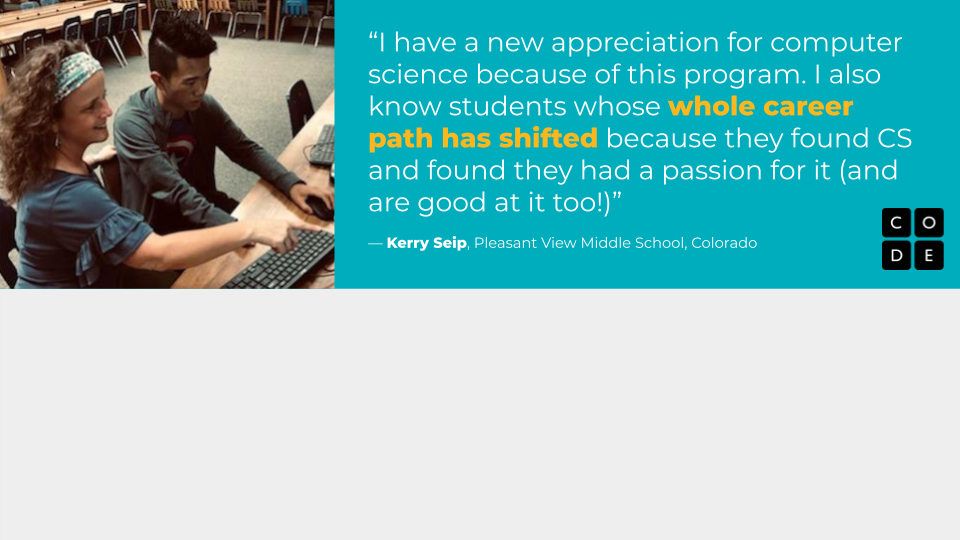 “I have a new appreciation for computer
science because of this program. I also
know students whose whole career
path has shifted because they found CS
and found they had a passion for it (and
are good at it too!)”
— Kerry Seip, Pleasant View Middle School, Colorado
C O
D E